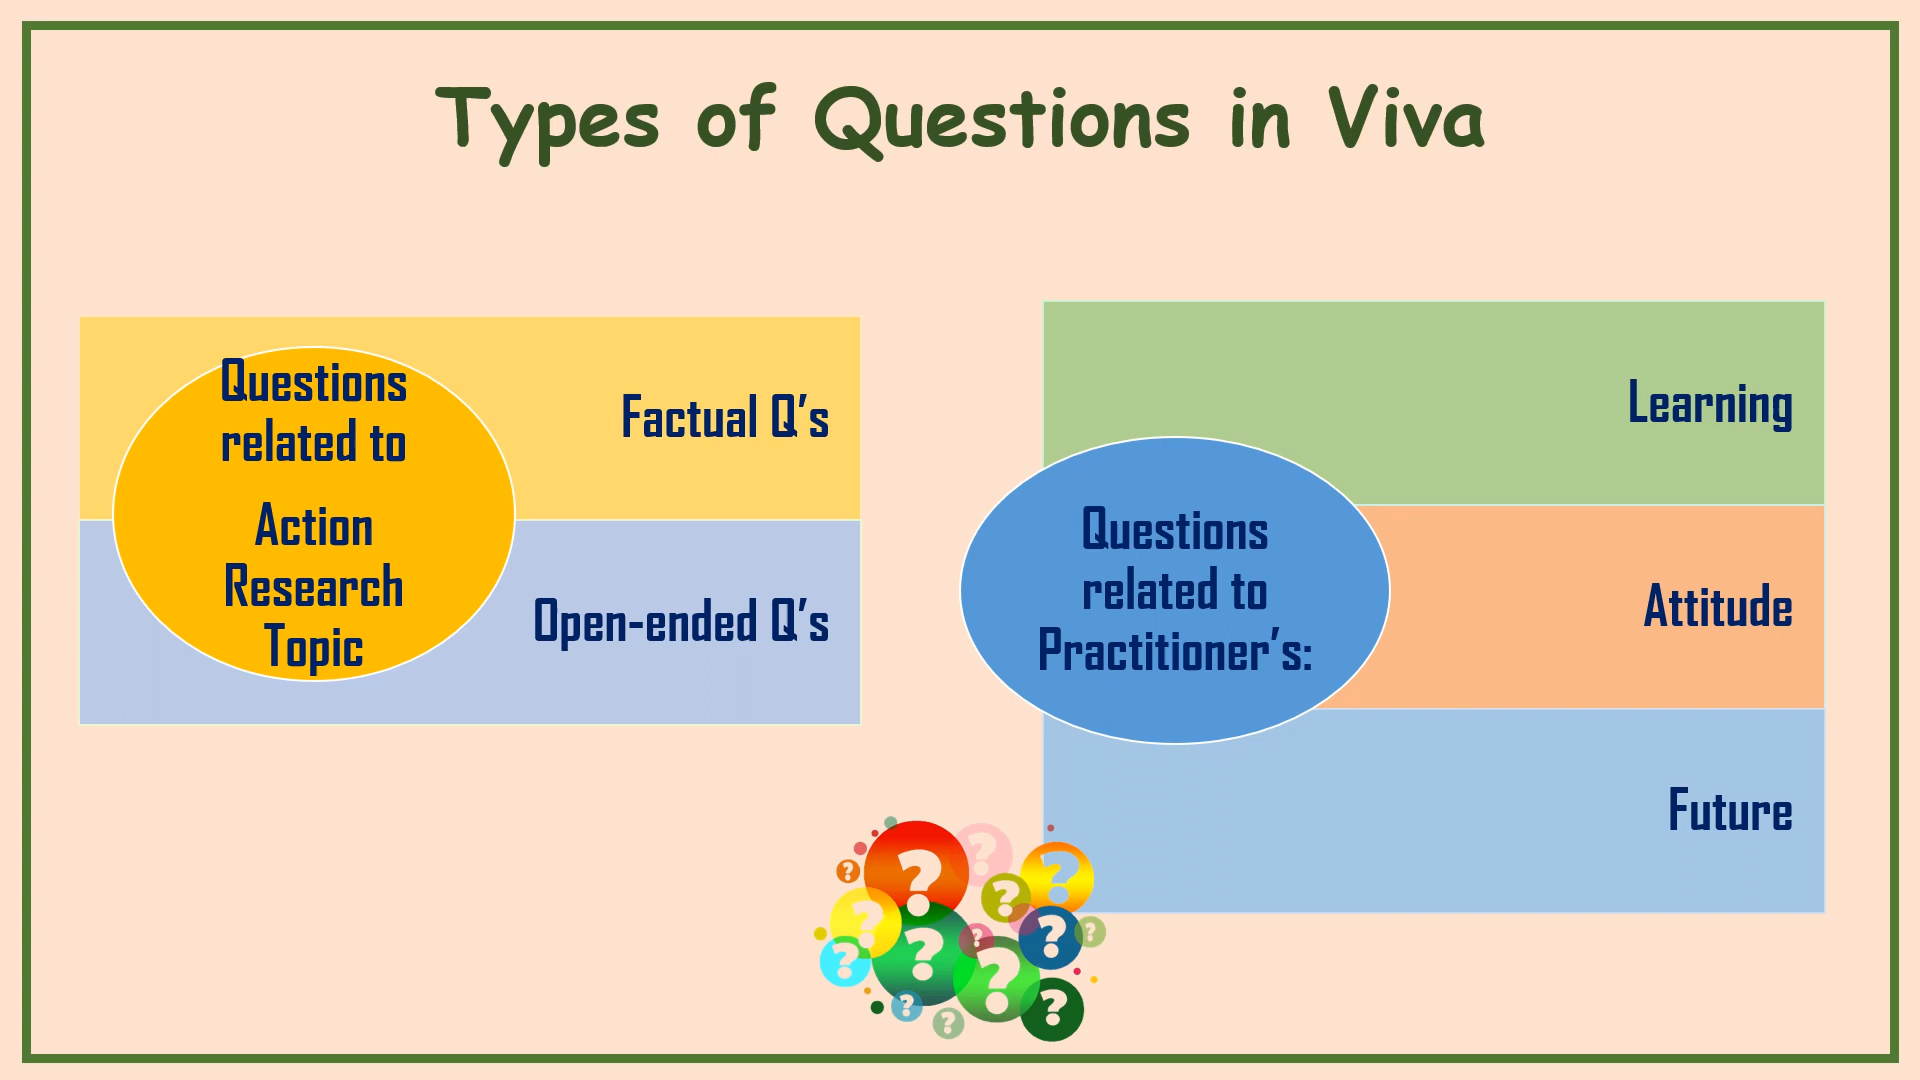 Types of Questions in Viva
Questions
related to
Action
Research
Topic
Factual Q's
Open-ended Q's
Questions
related to
Practitioner's:
Learning
Attitude
Future